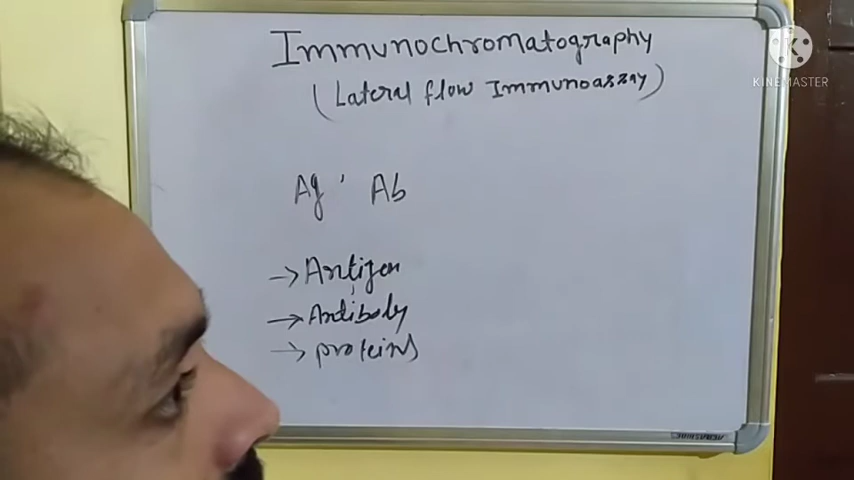 Immunochromatography
(Lateral flow Immunoassay)
Ag, Ab
→ Antigen
→ Antibody
→ proteins
KINEMASTER